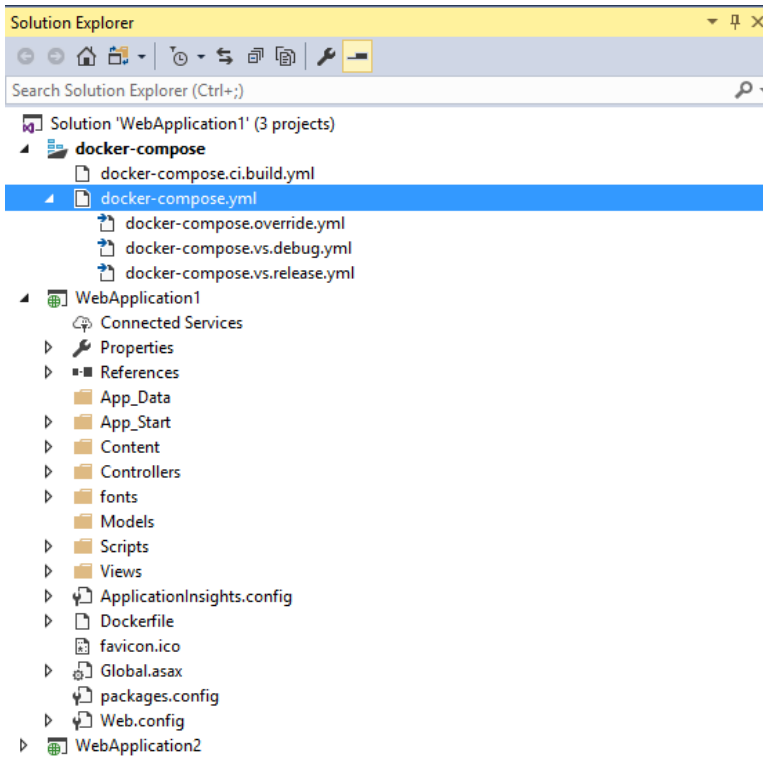 Solution Explorer
Search Solution Explorer (Ctrl+;)
Solution 'WebApplication1' (3 projects)
docker-compose
docker-compose.ci.build.yml
docker-compose.yml
docker-compose.override.yml
docker-compose.vs.debug.yml
docker-compose.vs.release.yml
WebApplication1
Connected Services
Properties
References
App_Data
App_Start
Content
Controllers
fonts
Models
Scripts
Views
ApplicationInsights.config
Dockerfile
favicon.ico
Global.asax
packages.config
Web.config
WebApplication2